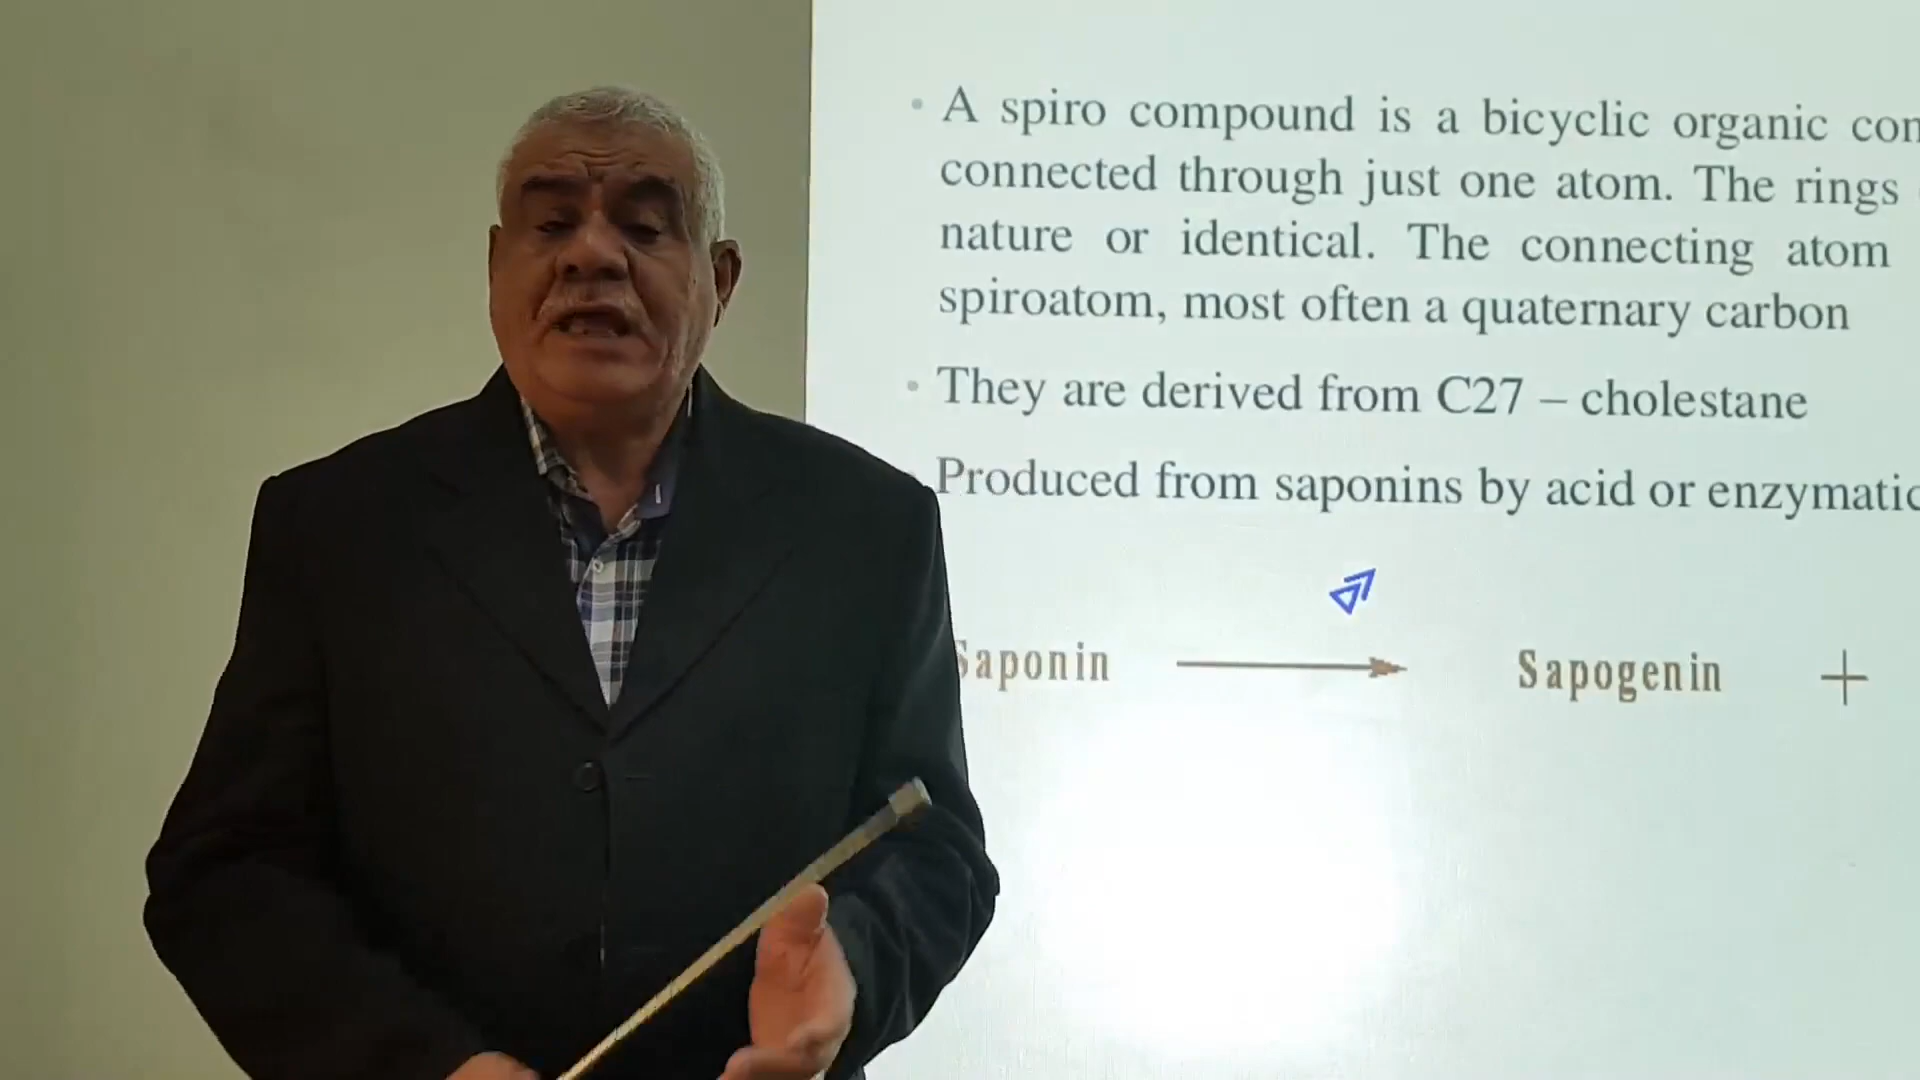 • A spiro compound is a bicyclic organic
connected through just one atom. The rings
nature or identical. The connecting atom
spiroatom, most often a quaternary carbon
• They are derived from C27 – cholestane
Produced from saponins by acid or enzymatic
Saponin → Sapogenin +